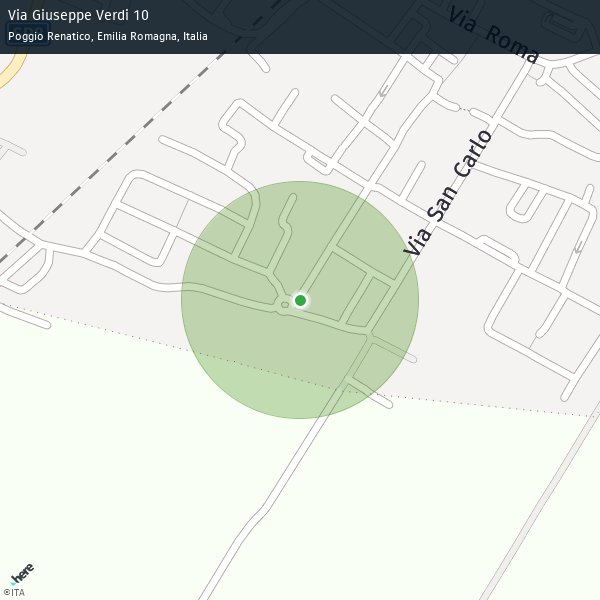 Via Giuseppe Verdi 10
Poggio Renatico, Emilia Romagna, Italia
Via Roma
Via San Carlo
here
©ITA